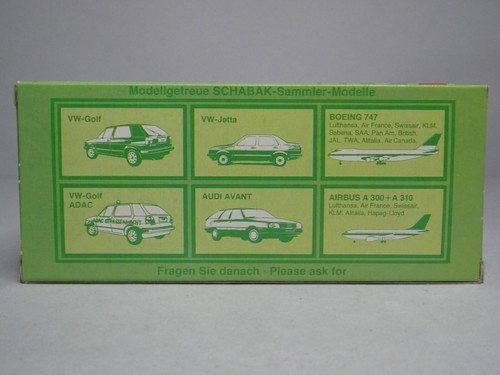 Modellgetreue SCHABAK-Sammler-Modelle
VW-Golf
VW-Jetta
BOEING 747
Lufthansa, Air France, Swissair, KLM,
Sabena, SAA, Pan Am, British,
JAL, TWA, Alitalia, Air Canada,
VW-Golf
ADAC
AUDI AVANT
AIRBUS A 300 + A 310
Lufthansa, Air France, Swissair,
KLM, Alitalia, Hapag-Lloyd
Fragen Sie danach · Please ask for